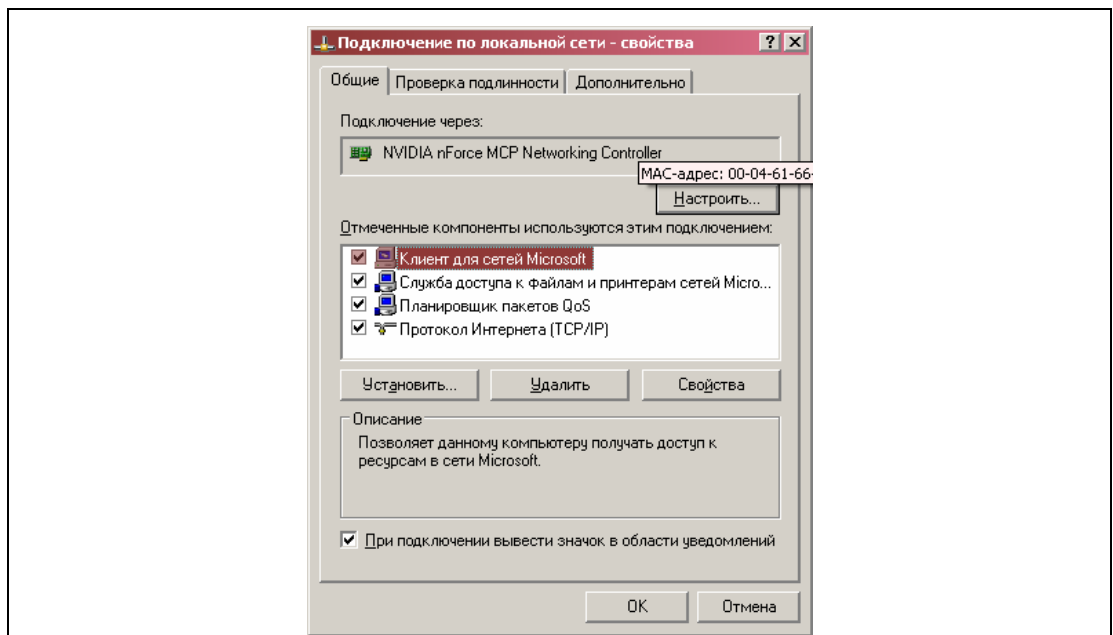 Подключение по локальной сети - свойства
Общие Проверка подлинности Дополнительно
Подключение через:
NVIDIA nForce MCP Networking Controller
MAC-адрес: 00-04-61-66-
Настроить...
Отмеченные компоненты используются этим подключением:
Клиент для сетей Microsoft
Служба доступа к файлам и принтерам сетей Micro...
Планировщик пакетов QoS
Протокол Интернета (TCP/IP)
Установить... Удалить Свойства
Описание
Позволяет данному компьютеру получать доступ к
ресурсам в сети Microsoft.
При подключении вывести значок в области уведомлений
OK Отмена